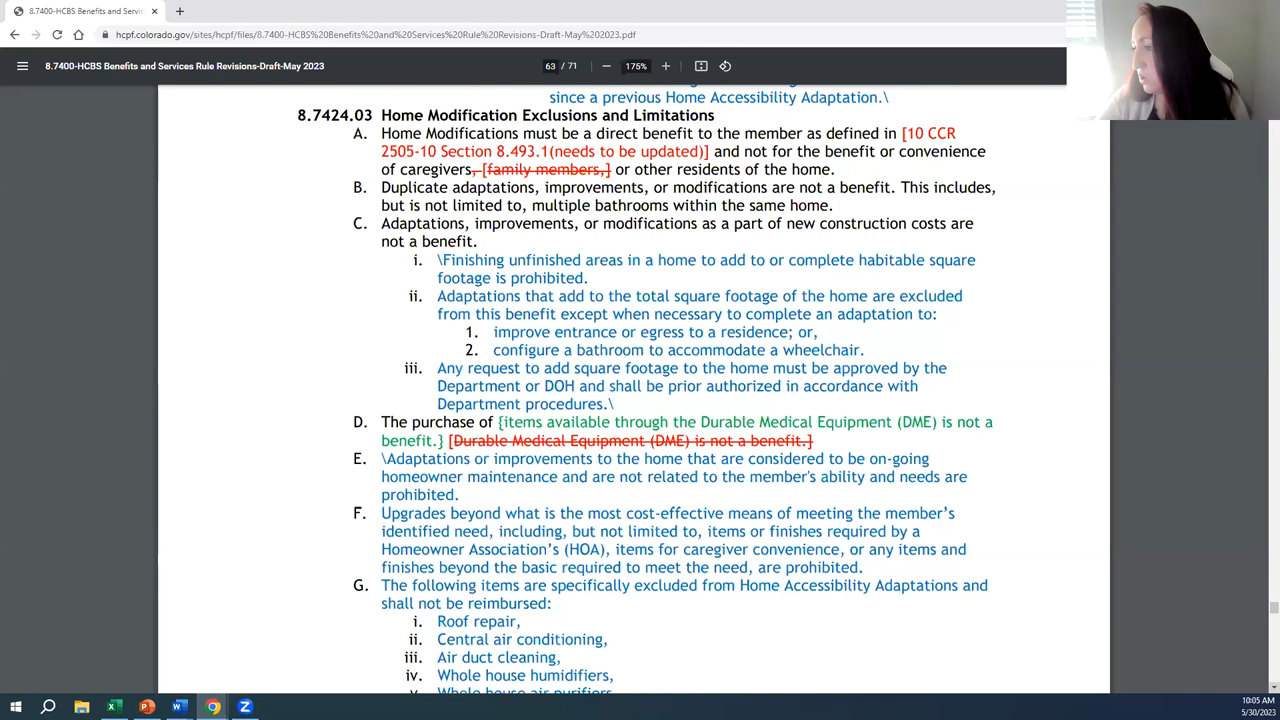 8.7400-HCBS Benefits and Servic
hcpf.colorado.gov/sites/hcpf/files/8.7400-HCBS%20Benefits%20and%20Services%20Rule%20Revisions-Draft-May%202023.pdf
8.7400-HCBS Benefits and Services Rule Revisions-Draft-May 2023
63 / 71
175%
since a previous Home Accessibility Adaptation.\
8.7424.03 Home Modification Exclusions and Limitations
A. Home Modifications must be a direct benefit to the member as defined in [10 CCR
2505-10 Section 8.493.1(needs to be updated)] and not for the benefit or convenience
of caregivers, [family members,] or other residents of the home.
B. Duplicate adaptations, improvements, or modifications are not a benefit. This includes,
but is not limited to, multiple bathrooms within the same home.
C. Adaptations, improvements, or modifications as a part of new construction costs are
not a benefit.
i. \Finishing unfinished areas in a home to add to or complete habitable square
footage is prohibited.
ii. Adaptations that add to the total square footage of the home are excluded
from this benefit except when necessary to complete an adaptation to:
1. improve entrance or egress to a residence; or,
2. configure a bathroom to accommodate a wheelchair.
iii. Any request to add square footage to the home must be approved by the
Department or DOH and shall be prior authorized in accordance with
Department procedures.\
D. The purchase of {items available through the Durable Medical Equipment (DME) is not a
benefit.} [Durable Medical Equipment (DME) is not a benefit.]
E. \Adaptations or improvements to the home that are considered to be on-going
homeowner maintenance and are not related to the member's ability and needs are
prohibited.
F. Upgrades beyond what is the most cost-effective means of meeting the member's
identified need, including, but not limited to, items or finishes required by a
Homeowner Association's (HOA), items for caregiver convenience, or any items and
finishes beyond the basic required to meet the need, are prohibited.
G. The following items are specifically excluded from Home Accessibility Adaptations and
shall not be reimbursed:
i. Roof repair,
ii. Central air conditioning,
iii. Air duct cleaning,
iv. Whole house humidifiers,
v. Whole house air purifiers
10:05 AM
5/30/2023